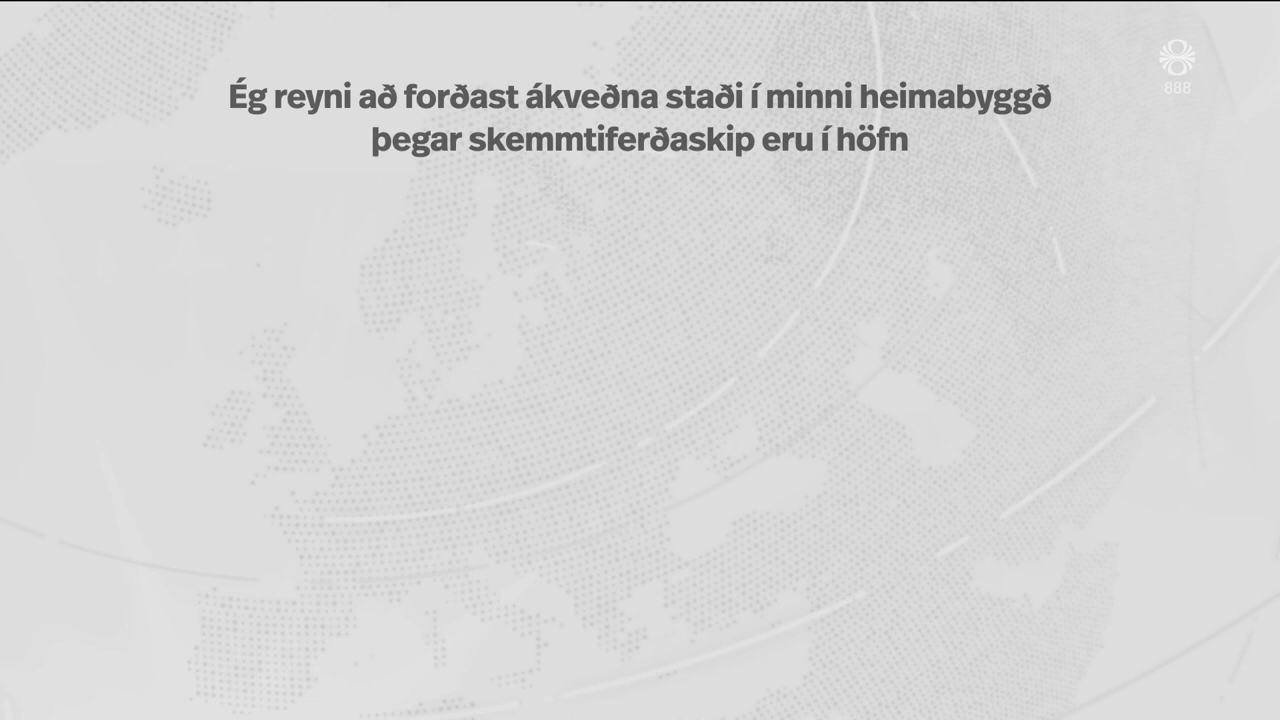 Ég reyni að forðast ákveðna staði í minni heimabyggð
þegar skemmtiferðaskip eru í höfn
888